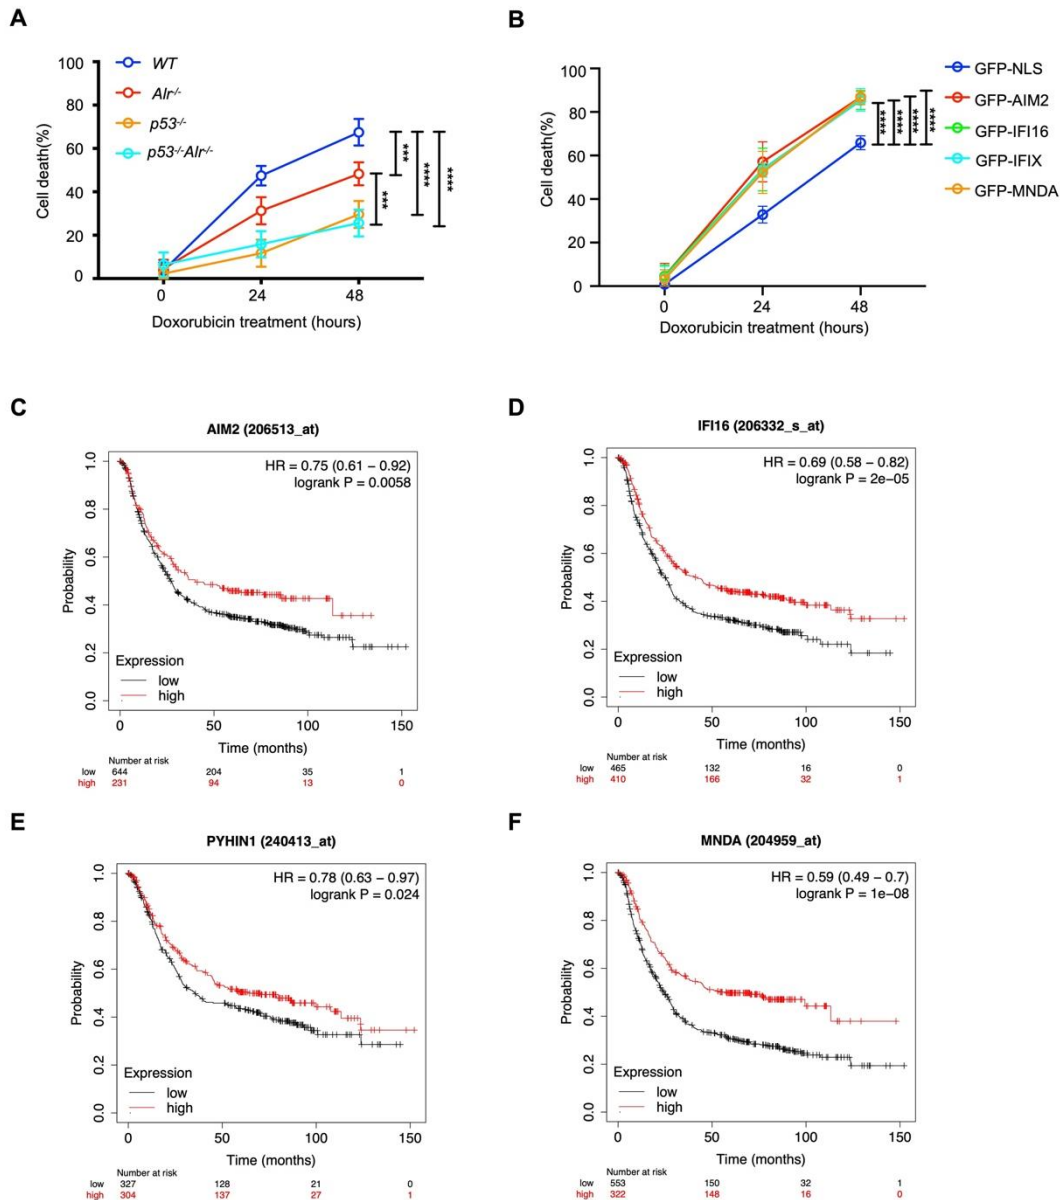 A
100
80
60
40
20
0
Cell death(%)
WT
Alr-/-
p53-/-
p53-/-Alr-/-
***
***
****
****
0 24 48
Doxorubicin treatment (hours)
B
100
80
60
40
20
0
Cell death(%)
GFP-NLS
GFP-AIM2
GFP-IFI16
GFP-IFIX
GFP-MNDA
****
****
****
****
0 24 48
Doxorubicin treatment (hours)
C
AIM2 (206513_at)
HR = 0.75 (0.61 − 0.92)
logrank P = 0.0058
1.0
0.8
0.6
0.4
0.2
0.0
Probability
Expression
low
high
0 50 100 150
Time (months)
Number at risk
low 644 204 35 1
high 231 94 13 0
D
IFI16 (206332_s_at)
HR = 0.69 (0.58 − 0.82)
logrank P = 2e−05
1.0
0.8
0.6
0.4
0.2
0.0
Probability
Expression
low
high
0 50 100 150
Time (months)
Number at risk
low 465 132 16 0
high 410 166 32 1
E
PYHIN1 (240413_at)
HR = 0.78 (0.63 − 0.97)
logrank P = 0.024
1.0
0.8
0.6
0.4
0.2
0.0
Probability
Expression
low
high
0 50 100 150
Time (months)
Number at risk
low 327 128 21 0
high 304 137 27 1
F
MNDA (204959_at)
HR = 0.59 (0.49 − 0.7)
logrank P = 1e−08
1.0
0.8
0.6
0.4
0.2
0.0
Probability
Expression
low
high
0 50 100 150
Time (months)
Number at risk
low 553 150 32 1
high 322 148 16 0